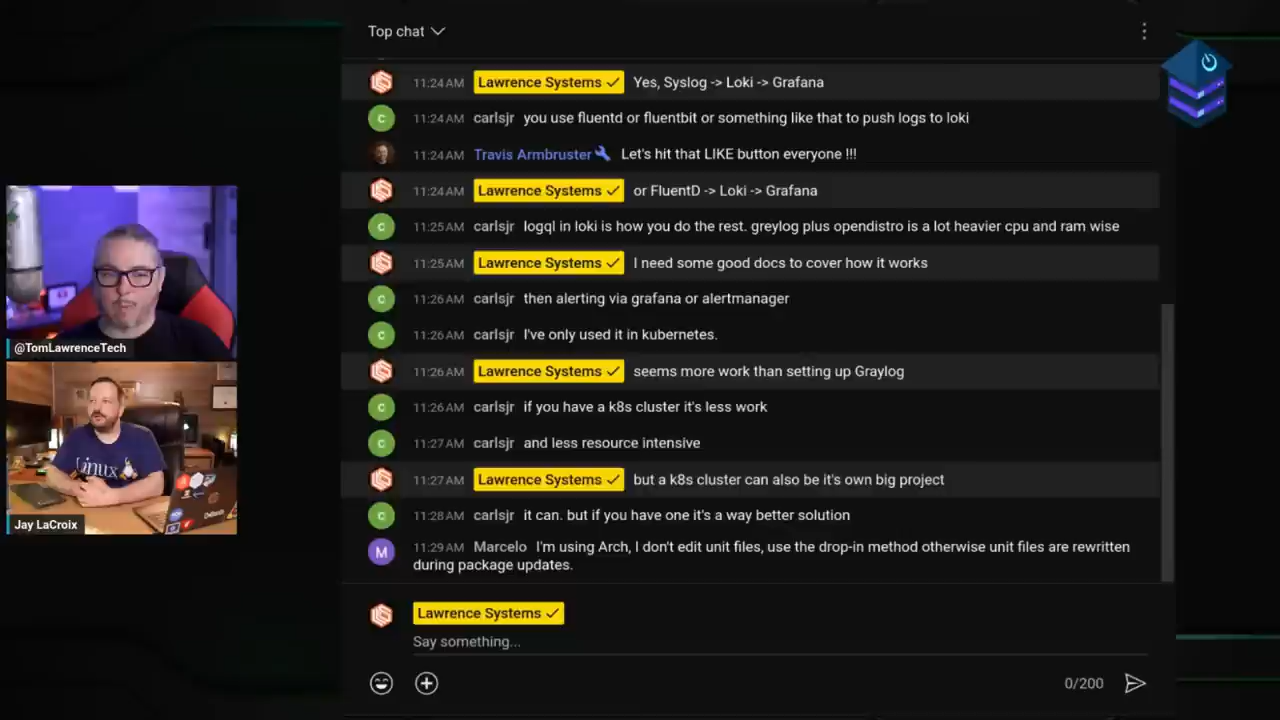 Top chat
11:24 AM Lawrence Systems Yes, Syslog -> Loki -> Grafana
C 11:24 AM carlsjr you use fluentd or fluentbit or something like that to push logs to loki
11:24 AM Travis Armbruster Let's hit that LIKE button everyone !!!
11:24 AM Lawrence Systems or FluentD -> Loki -> Grafana
C 11:25 AM carlsjr logql in loki is how you do the rest. greylog plus opendistro is a lot heavier cpu and ram wise
11:25 AM Lawrence Systems I need some good docs to cover how it works
C 11:26 AM carlsjr then alerting via grafana or alertmanager
C 11:26 AM carlsjr I've only used it in kubernetes.
11:26 AM Lawrence Systems seems more work than setting up Graylog
C 11:26 AM carlsjr if you have a k8s cluster it's less work
C 11:27 AM carlsjr and less resource intensive
11:27 AM Lawrence Systems but a k8s cluster can also be it's own big project
C 11:28 AM carlsjr it can. but if you have one it's a way better solution
M 11:29 AM Marcelo I'm using Arch, I don't edit unit files, use the drop-in method otherwise unit files are rewritten
during package updates.
Lawrence Systems
Say something...
0/200
@TomLawrenceTech
Linux
Jay LaCroix